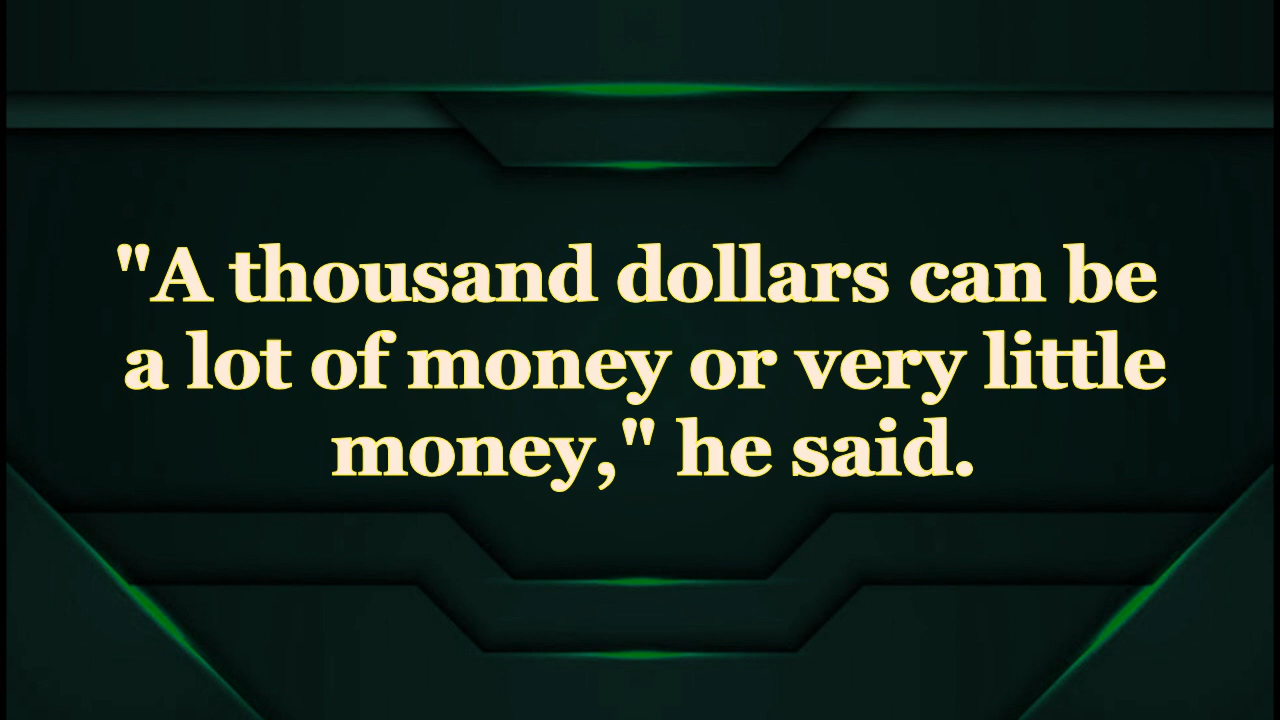 "A thousand dollars can be
a lot of money or very little
money," he said.